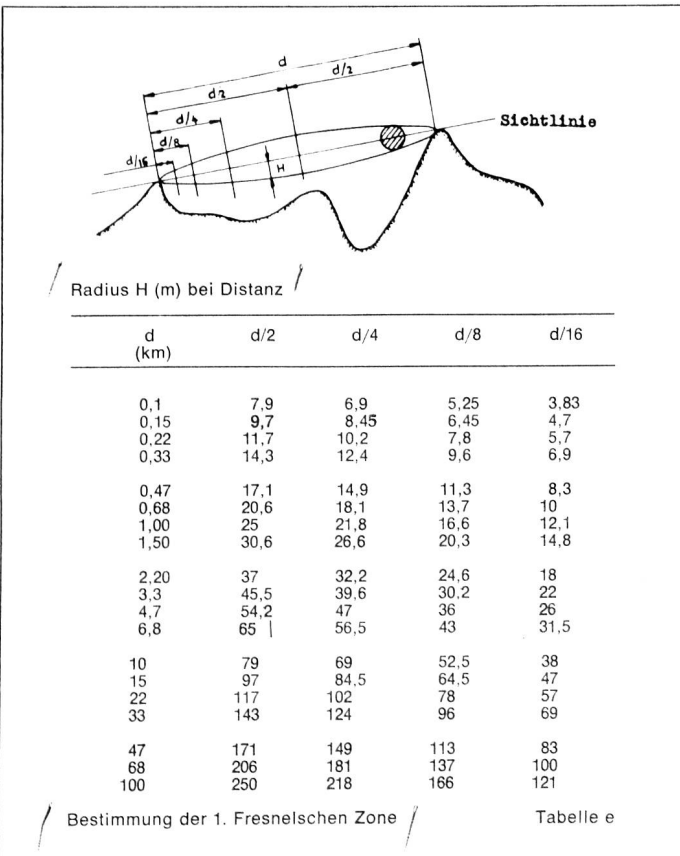 d
d2
d/2
d/4
d/8
d/16
H
Sichtlinie
Radius H (m) bei Distanz
d d/2 d/4 d/8 d/16
(km)
0,1 7,9 6,9 5,25 3,83
0,15 9,7 8,45 6,45 4,7
0,22 11,7 10,2 7,8 5,7
0,33 14,3 12,4 9,6 6,9
0,47 17,1 14,9 11,3 8,3
0,68 20,6 18,1 13,7 10
1,00 25 21,8 16,6 12,1
1,50 30,6 26,6 20,3 14,8
2,20 37 32,2 24,6 18
3,3 45,5 39,6 30,2 22
4,7 54,2 47 36 26
6,8 65 56,5 43 31,5
10 79 69 52,5 38
15 97 84,5 64,5 47
22 117 102 78 57
33 143 124 96 69
47 171 149 113 83
68 206 181 137 100
100 250 218 166 121
Bestimmung der 1. Fresnelschen Zone Tabelle e